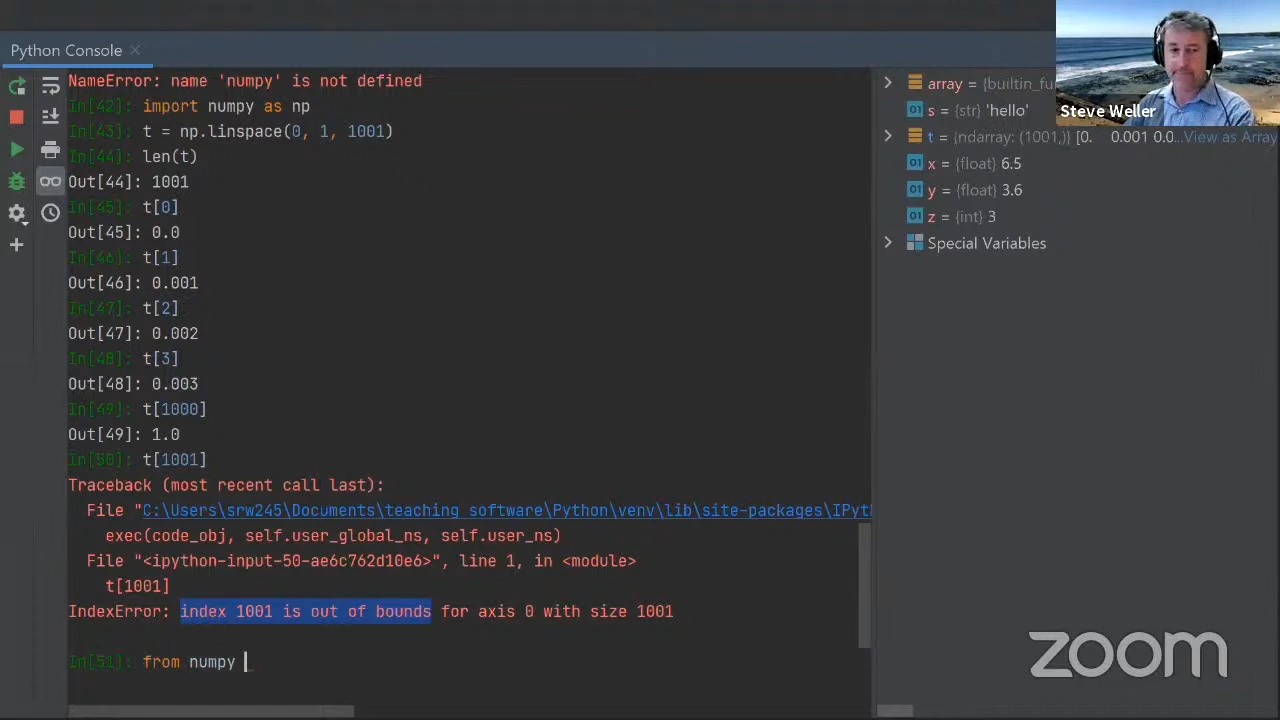 Python Console
NameError: name 'numpy' is not defined
In[42]: import numpy as np
In[43]: t = np.linspace(0, 1, 1001)
In[44]: len(t)
Out[44]: 1001
In[45]: t[0]
Out[45]: 0.0
In[46]: t[1]
Out[46]: 0.001
In[47]: t[2]
Out[47]: 0.002
In[48]: t[3]
Out[48]: 0.003
In[49]: t[1000]
Out[49]: 1.0
In[50]: t[1001]
Traceback (most recent call last):
File "C:\Users\srw245\Documents\teaching_software\Python\venv\lib\site-packages\IPyt
exec(code_obj, self.user_global_ns, self.user_ns)
File "<ipython-input-50-ae6c762d10e6>", line 1, in <module>
t[1001]
IndexError: index 1001 is out of bounds for axis 0 with size 1001
In[51]: from numpy
array = {builtin_fu
01 s = {str} 'hello'
t = {ndarray: (1001,)} [0. 0.001 0.0...View as Array
01 x = {float} 6.5
01 y = {float} 3.6
01 z = {int} 3
Special Variables
Steve Weller
zoom